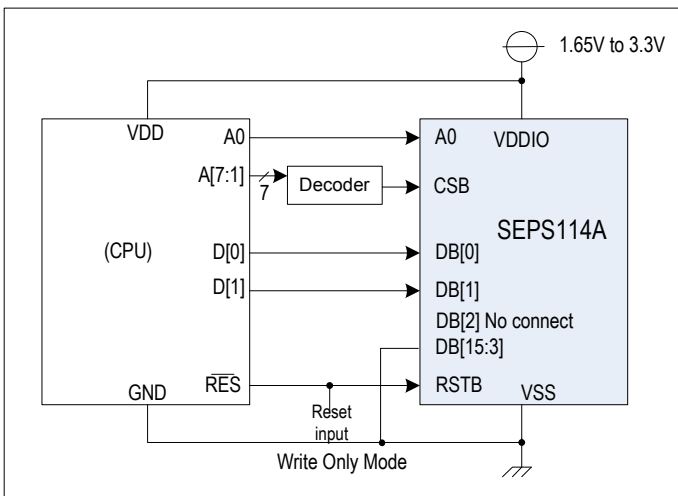 1.65V to 3.3V
VDD
A0
A0
VDDIO
A[7:1]
7
Decoder
CSB
SEPS114A
(CPU)
D[0]
DB[0]
D[1]
DB[1]
DB[2] No connect
DB[15:3]
GND
RES
RSTB
VSS
Reset
input
Write Only Mode